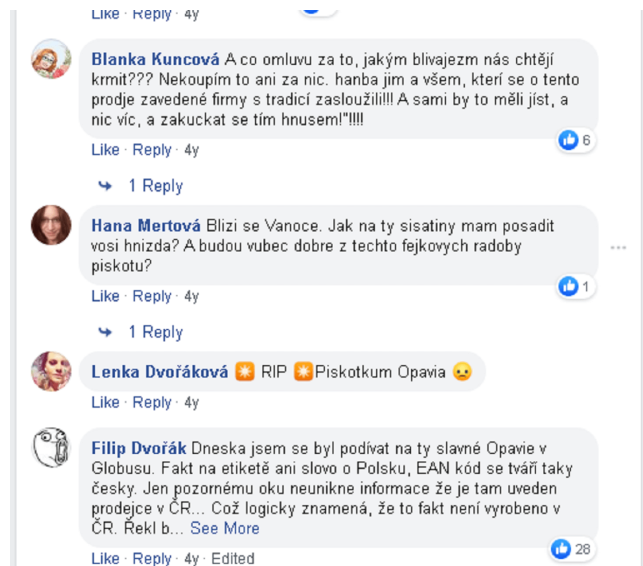 Like · Reply · 4y
Blanka Kuncová A co omluvu za to, jakým blivajezm nás chtějí
krmit??? Nekoupím to ani za nic. hanba jim a všem, kterí se o tento
prodje zavedené firmy s tradicí zasloužili!!! A sami by to měli jíst, a
nic víc, a zakuckat se tím hnusem!"!!!!
6
Like · Reply · 4y
1 Reply
Hana Mertová Blizi se Vanoce. Jak na ty sisatiny mam posadit
vosi hnizda? A budou vubec dobre z techto fejkovych radoby
piskotu?
1
Like · Reply · 4y
1 Reply
Lenka Dvořáková 💥 RIP 💥Piskotkum Opavia 😞
Like · Reply · 4y
Filip Dvořák Dneska jsem se byl podívat na ty slavné Opavie v
Globusu. Fakt na etiketě ani slovo o Polsku, EAN kód se tváří taky
česky. Jen pozornému oku neunikne informace že je tam uveden
prodejce v ČR... Což logicky znamená, že to fakt není vyrobeno v
ČR. Řekl b... See More
28
Like · Reply · 4y · Edited